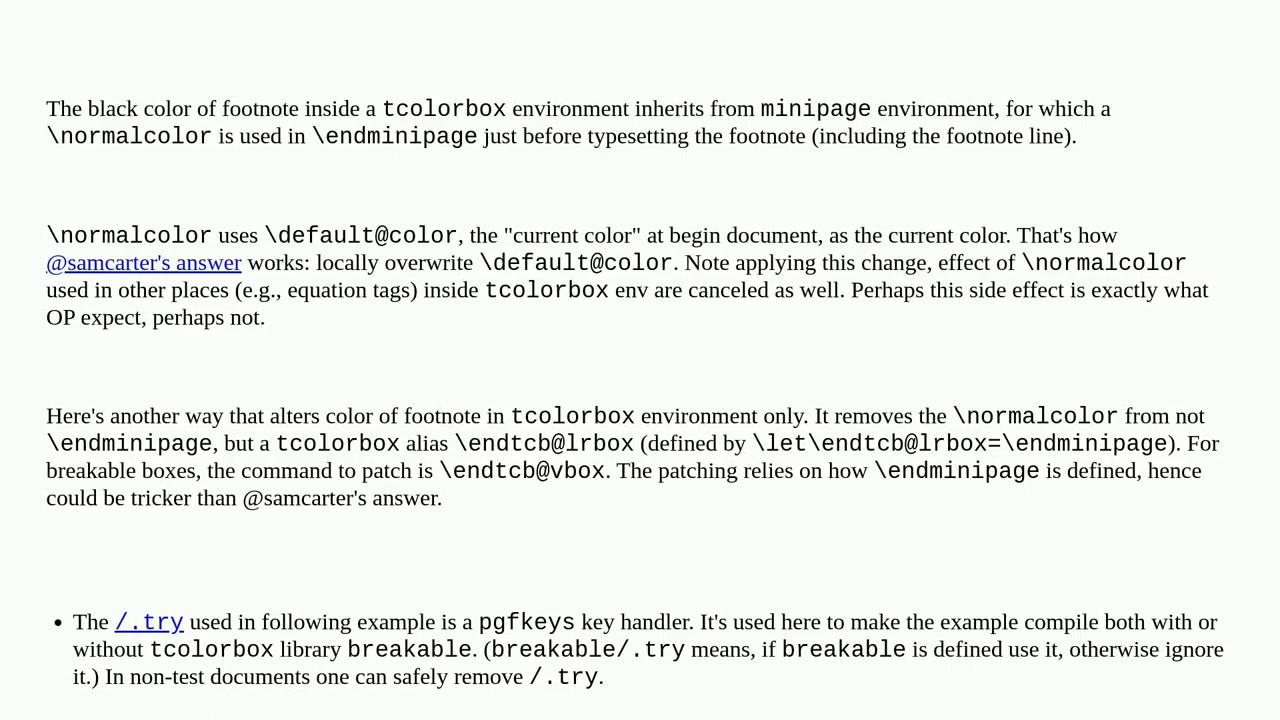 The black color of footnote inside a tcolorbox environment inherits from minipage environment, for which a
\normalcolor is used in \endminipage just before typesetting the footnote (including the footnote line).
\normalcolor uses \default@color, the "current color" at begin document, as the current color. That's how
@samcarter's answer works: locally overwrite \default@color. Note applying this change, effect of \normalcolor
used in other places (e.g., equation tags) inside tcolorbox env are canceled as well. Perhaps this side effect is exactly what
OP expect, perhaps not.
Here's another way that alters color of footnote in tcolorbox environment only. It removes the \normalcolor from not
\endminipage, but a tcolorbox alias \endtcb@lrbox (defined by \let\endtcb@lrbox=\endminipage). For
breakable boxes, the command to patch is \endtcb@vbox. The patching relies on how \endminipage is defined, hence
could be tricker than @samcarter's answer.
• The /.try used in following example is a pgfkeys key handler. It's used here to make the example compile both with or
without tcolorbox library breakable. (breakable/.try means, if breakable is defined use it, otherwise ignore
it.) In non-test documents one can safely remove /.try.